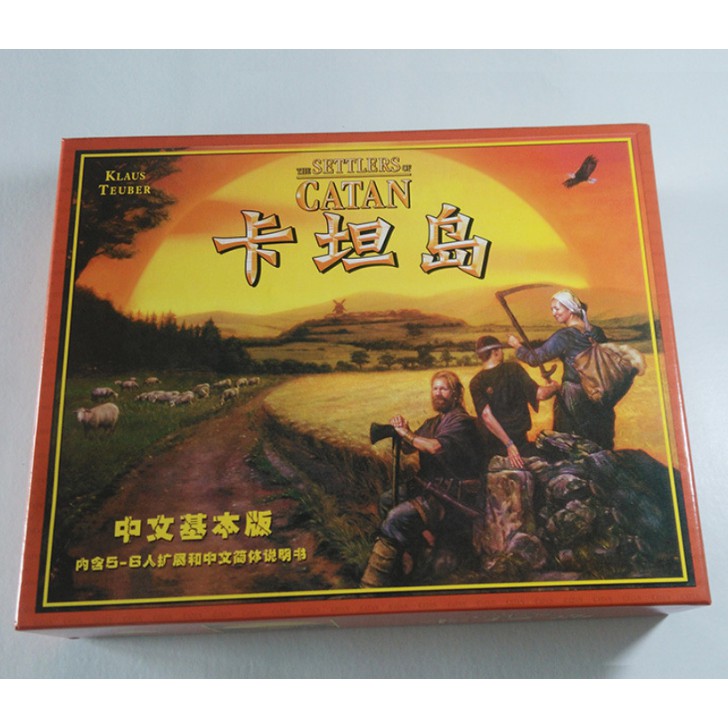 KLAUS
TEUBER
THE SETTLERS OF
CATAN
卡坦岛
中文基本版
内含5-6人扩展和中文简体说明书